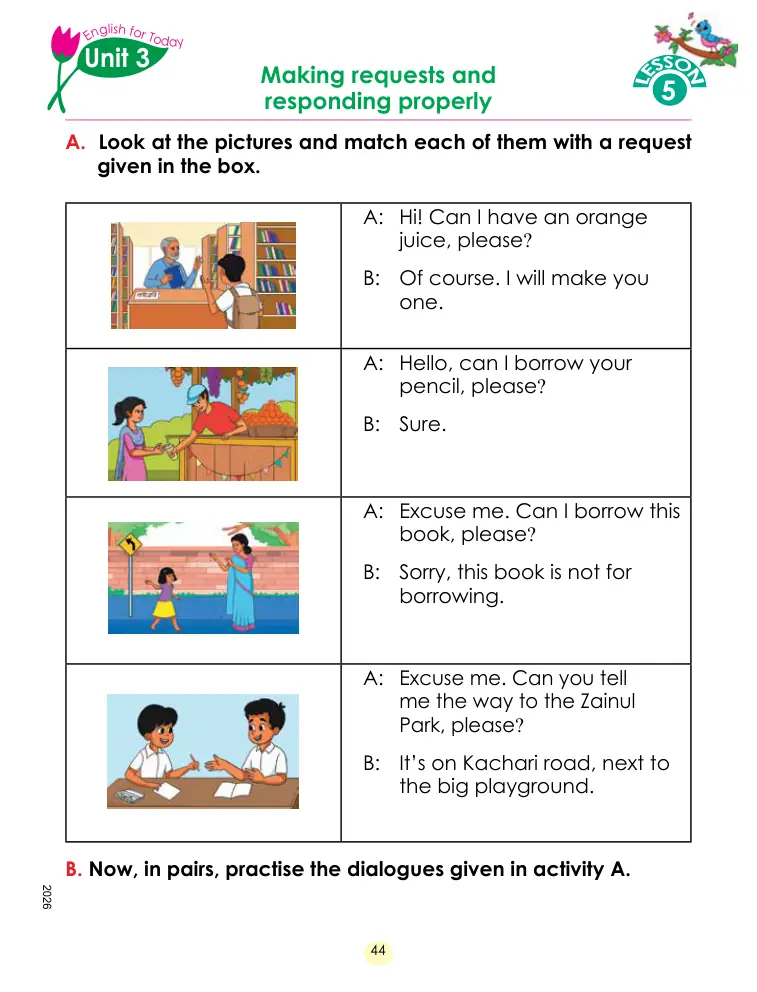 English for Today
Unit 3
Making requests and
responding properly
LESSON
5
A. Look at the pictures and match each of them with a request
given in the box.
A: Hi! Can I have an orange
juice, please?
B: Of course. I will make you
one.
A: Hello, can I borrow your
pencil, please?
B: Sure.
A: Excuse me. Can I borrow this
book, please?
B: Sorry, this book is not for
borrowing.
A: Excuse me. Can you tell
me the way to the Zainul
Park, please?
B: It’s on Kachari road, next to
the big playground.
B. Now, in pairs, practise the dialogues given in activity A.
2026
44